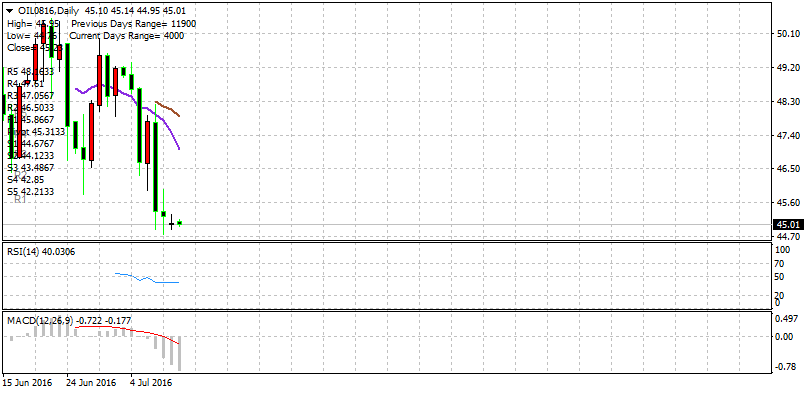 OIL0816,Daily 45.10 45.14 44.95 45.01
High= 45.95 Previous Days Range= 11900
Low= 44.76 Current Days Range= 4000
Close= 45.23
R5 48.1633
R4 47.61
R3 47.0567
R2 46.5033
R1 45.8667
Pivot 45.3133
S1 44.6767
S2 44.1233
S3 43.4867
S4 42.85
S5 42.2133
R1
50.10
49.20
48.30
47.40
46.50
45.60
45.01
44.70
RSI(14) 40.0306
100
70
50
20
0
MACD(12,26,9) -0.722 -0.177
0.497
0.00
-0.78
15 Jun 2016 24 Jun 2016 4 Jul 2016